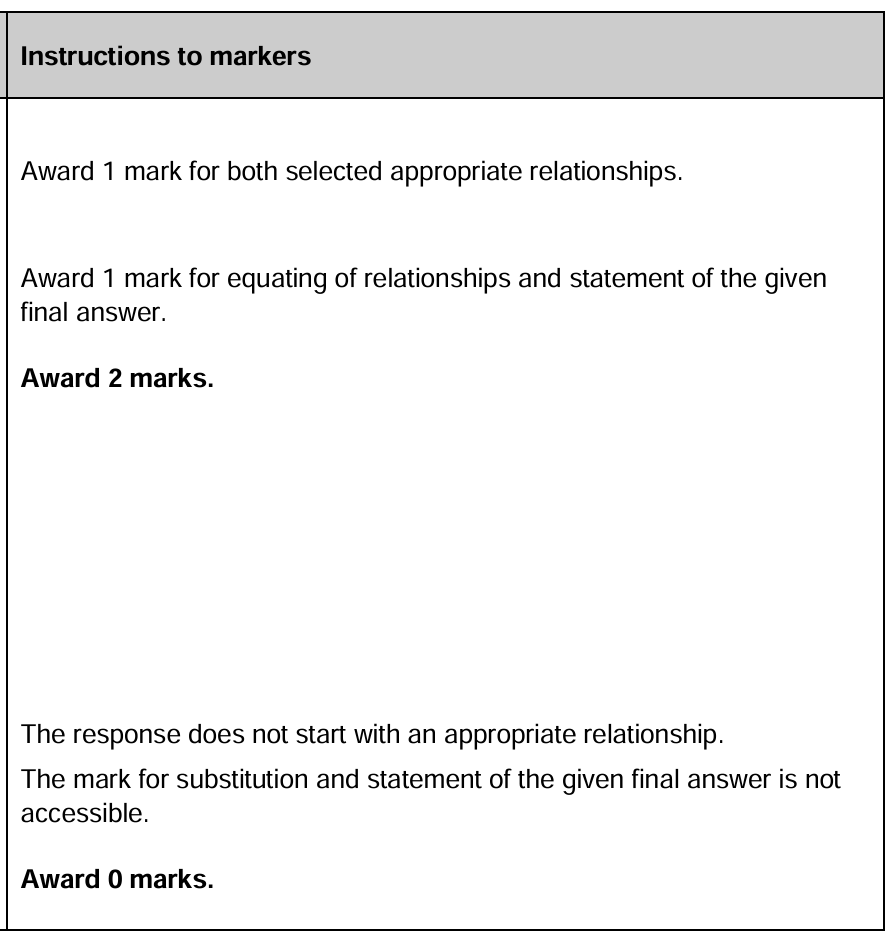 Instructions to markers
Award 1 mark for both selected appropriate relationships.
Award 1 mark for equating of relationships and statement of the given
final answer.
Award 2 marks.
The response does not start with an appropriate relationship.
The mark for substitution and statement of the given final answer is not
accessible.
Award 0 marks.